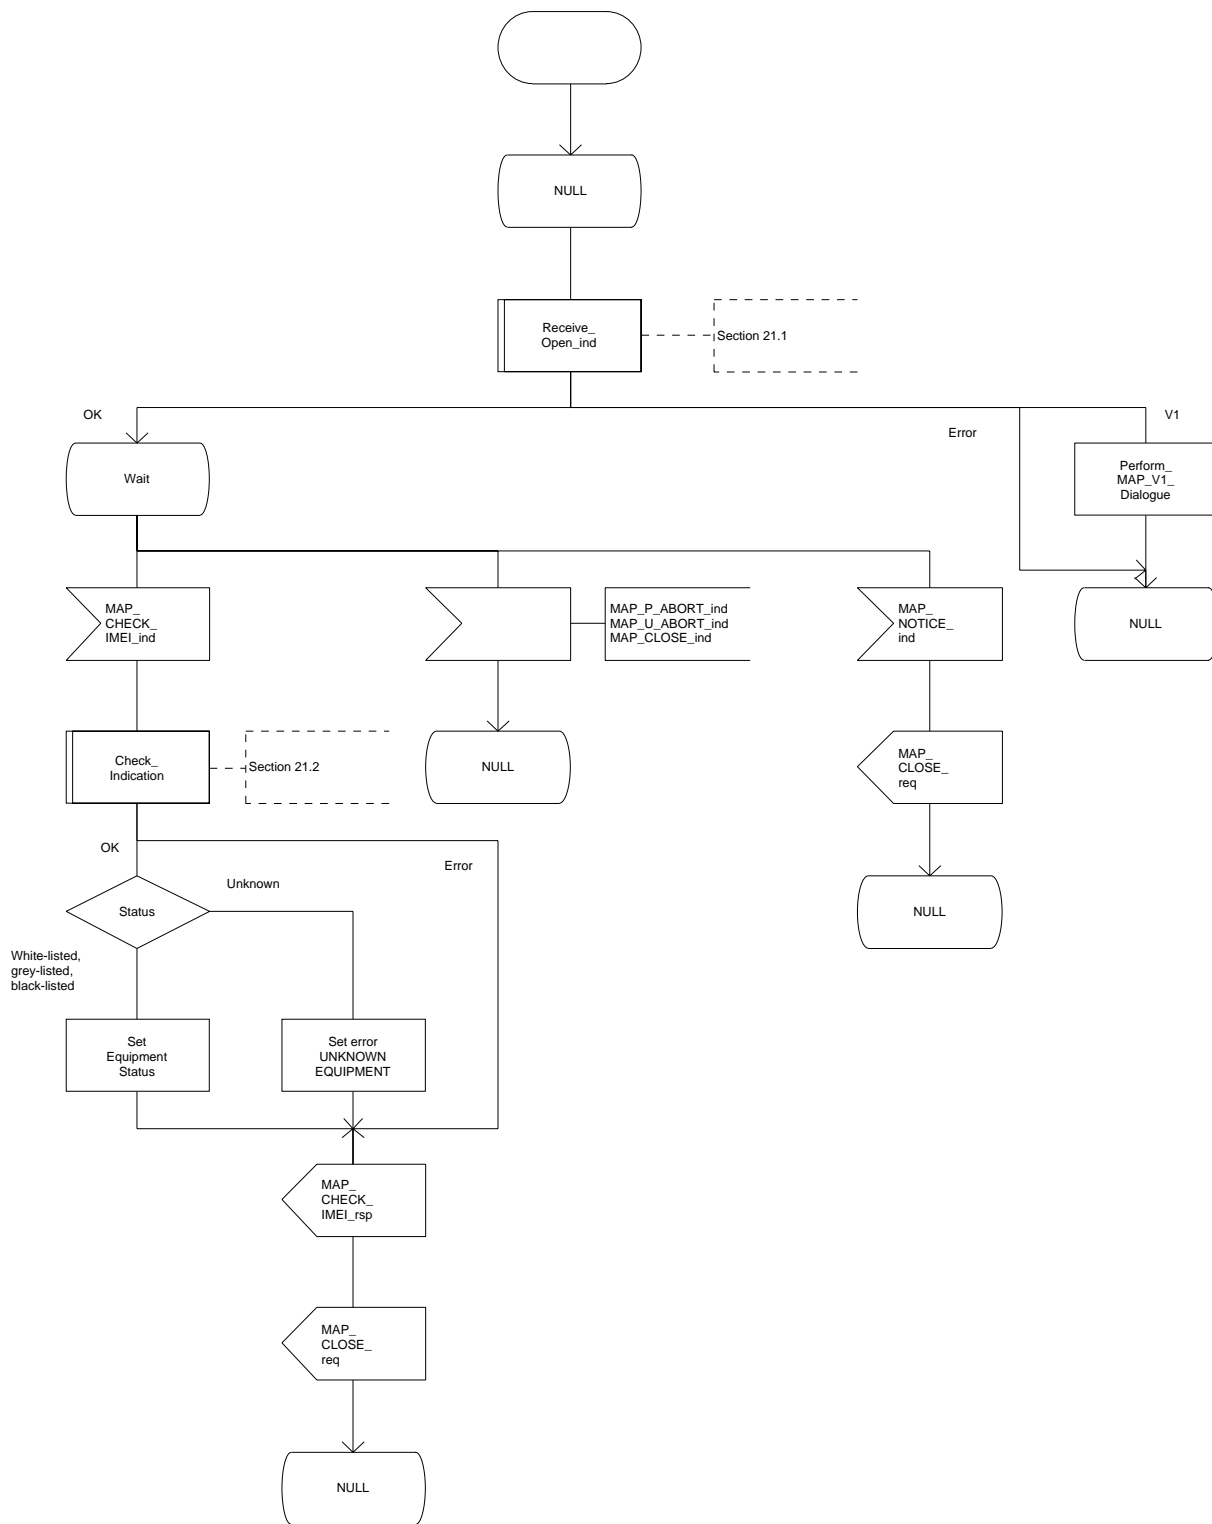 NULL
Receive_
Open_ind
Section 21.1
OK
Error
V1
Wait
Perform_
MAP_V1_
Dialogue
MAP_
CHECK_
IMEI_ind
MAP_P_ABORT_ind
MAP_U_ABORT_ind
MAP_CLOSE_ind
MAP_
NOTICE_
ind
NULL
Check_
Indication
Section 21.2
NULL
MAP_
CLOSE_
req
OK
Error
Unknown
Status
NULL
White-listed,
grey-listed,
black-listed
Set
Equipment
Status
Set error
UNKNOWN
EQUIPMENT
MAP_
CHECK_
IMEI_rsp
MAP_
CLOSE_
req
NULL